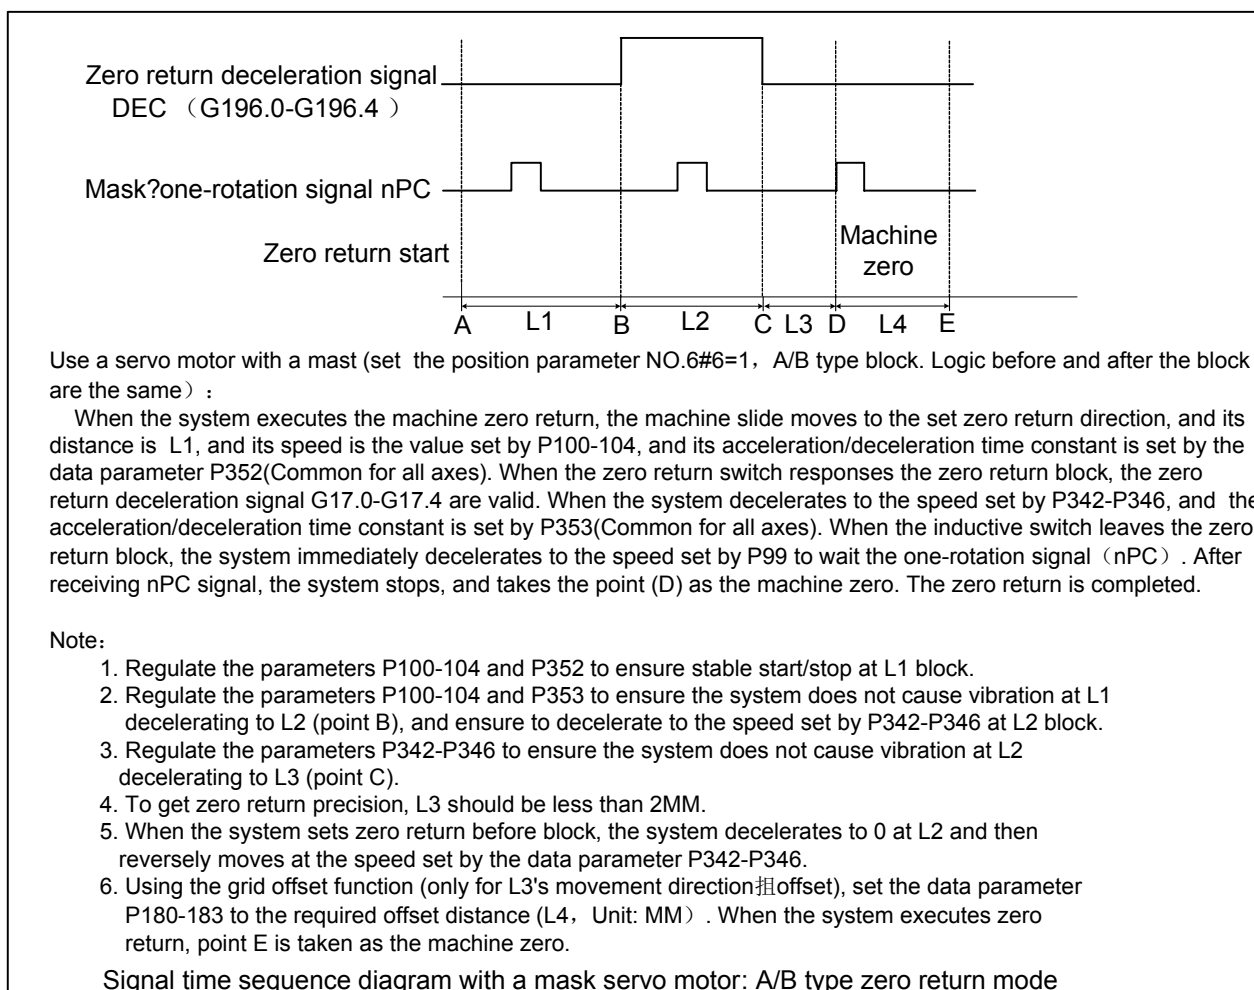 Zero return deceleration signal
DEC （G196.0-G196.4 ）
Mask?one-rotation signal nPC
Zero return start
Machine
zero
A L1 B L2 C L3 D L4 E
Use a servo motor with a mast (set the position parameter NO.6#6=1，A/B type block. Logic before and after the block
are the same）：
When the system executes the machine zero return, the machine slide moves to the set zero return direction, and its
distance is L1, and its speed is the value set by P100-104, and its acceleration/deceleration time constant is set by the
data parameter P352(Common for all axes). When the zero return switch responses the zero return block, the zero
return deceleration signal G17.0-G17.4 are valid. When the system decelerates to the speed set by P342-P346, and the
acceleration/deceleration time constant is set by P353(Common for all axes). When the inductive switch leaves the zero
return block, the system immediately decelerates to the speed set by P99 to wait the one-rotation signal（nPC）. After
receiving nPC signal, the system stops, and takes the point (D) as the machine zero. The zero return is completed.
Note：
1. Regulate the parameters P100-104 and P352 to ensure stable start/stop at L1 block.
2. Regulate the parameters P100-104 and P353 to ensure the system does not cause vibration at L1
decelerating to L2 (point B), and ensure to decelerate to the speed set by P342-P346 at L2 block.
3. Regulate the parameters P342-P346 to ensure the system does not cause vibration at L2
decelerating to L3 (point C).
4. To get zero return precision, L3 should be less than 2MM.
5. When the system sets zero return before block, the system decelerates to 0 at L2 and then
reversely moves at the speed set by the data parameter P342-P346.
6. Using the grid offset function (only for L3's movement direction抯offset), set the data parameter
P180-183 to the required offset distance (L4，Unit: MM）. When the system executes zero
return, point E is taken as the machine zero.
Signal time sequence diagram with a mask servo motor: A/B type zero return mode